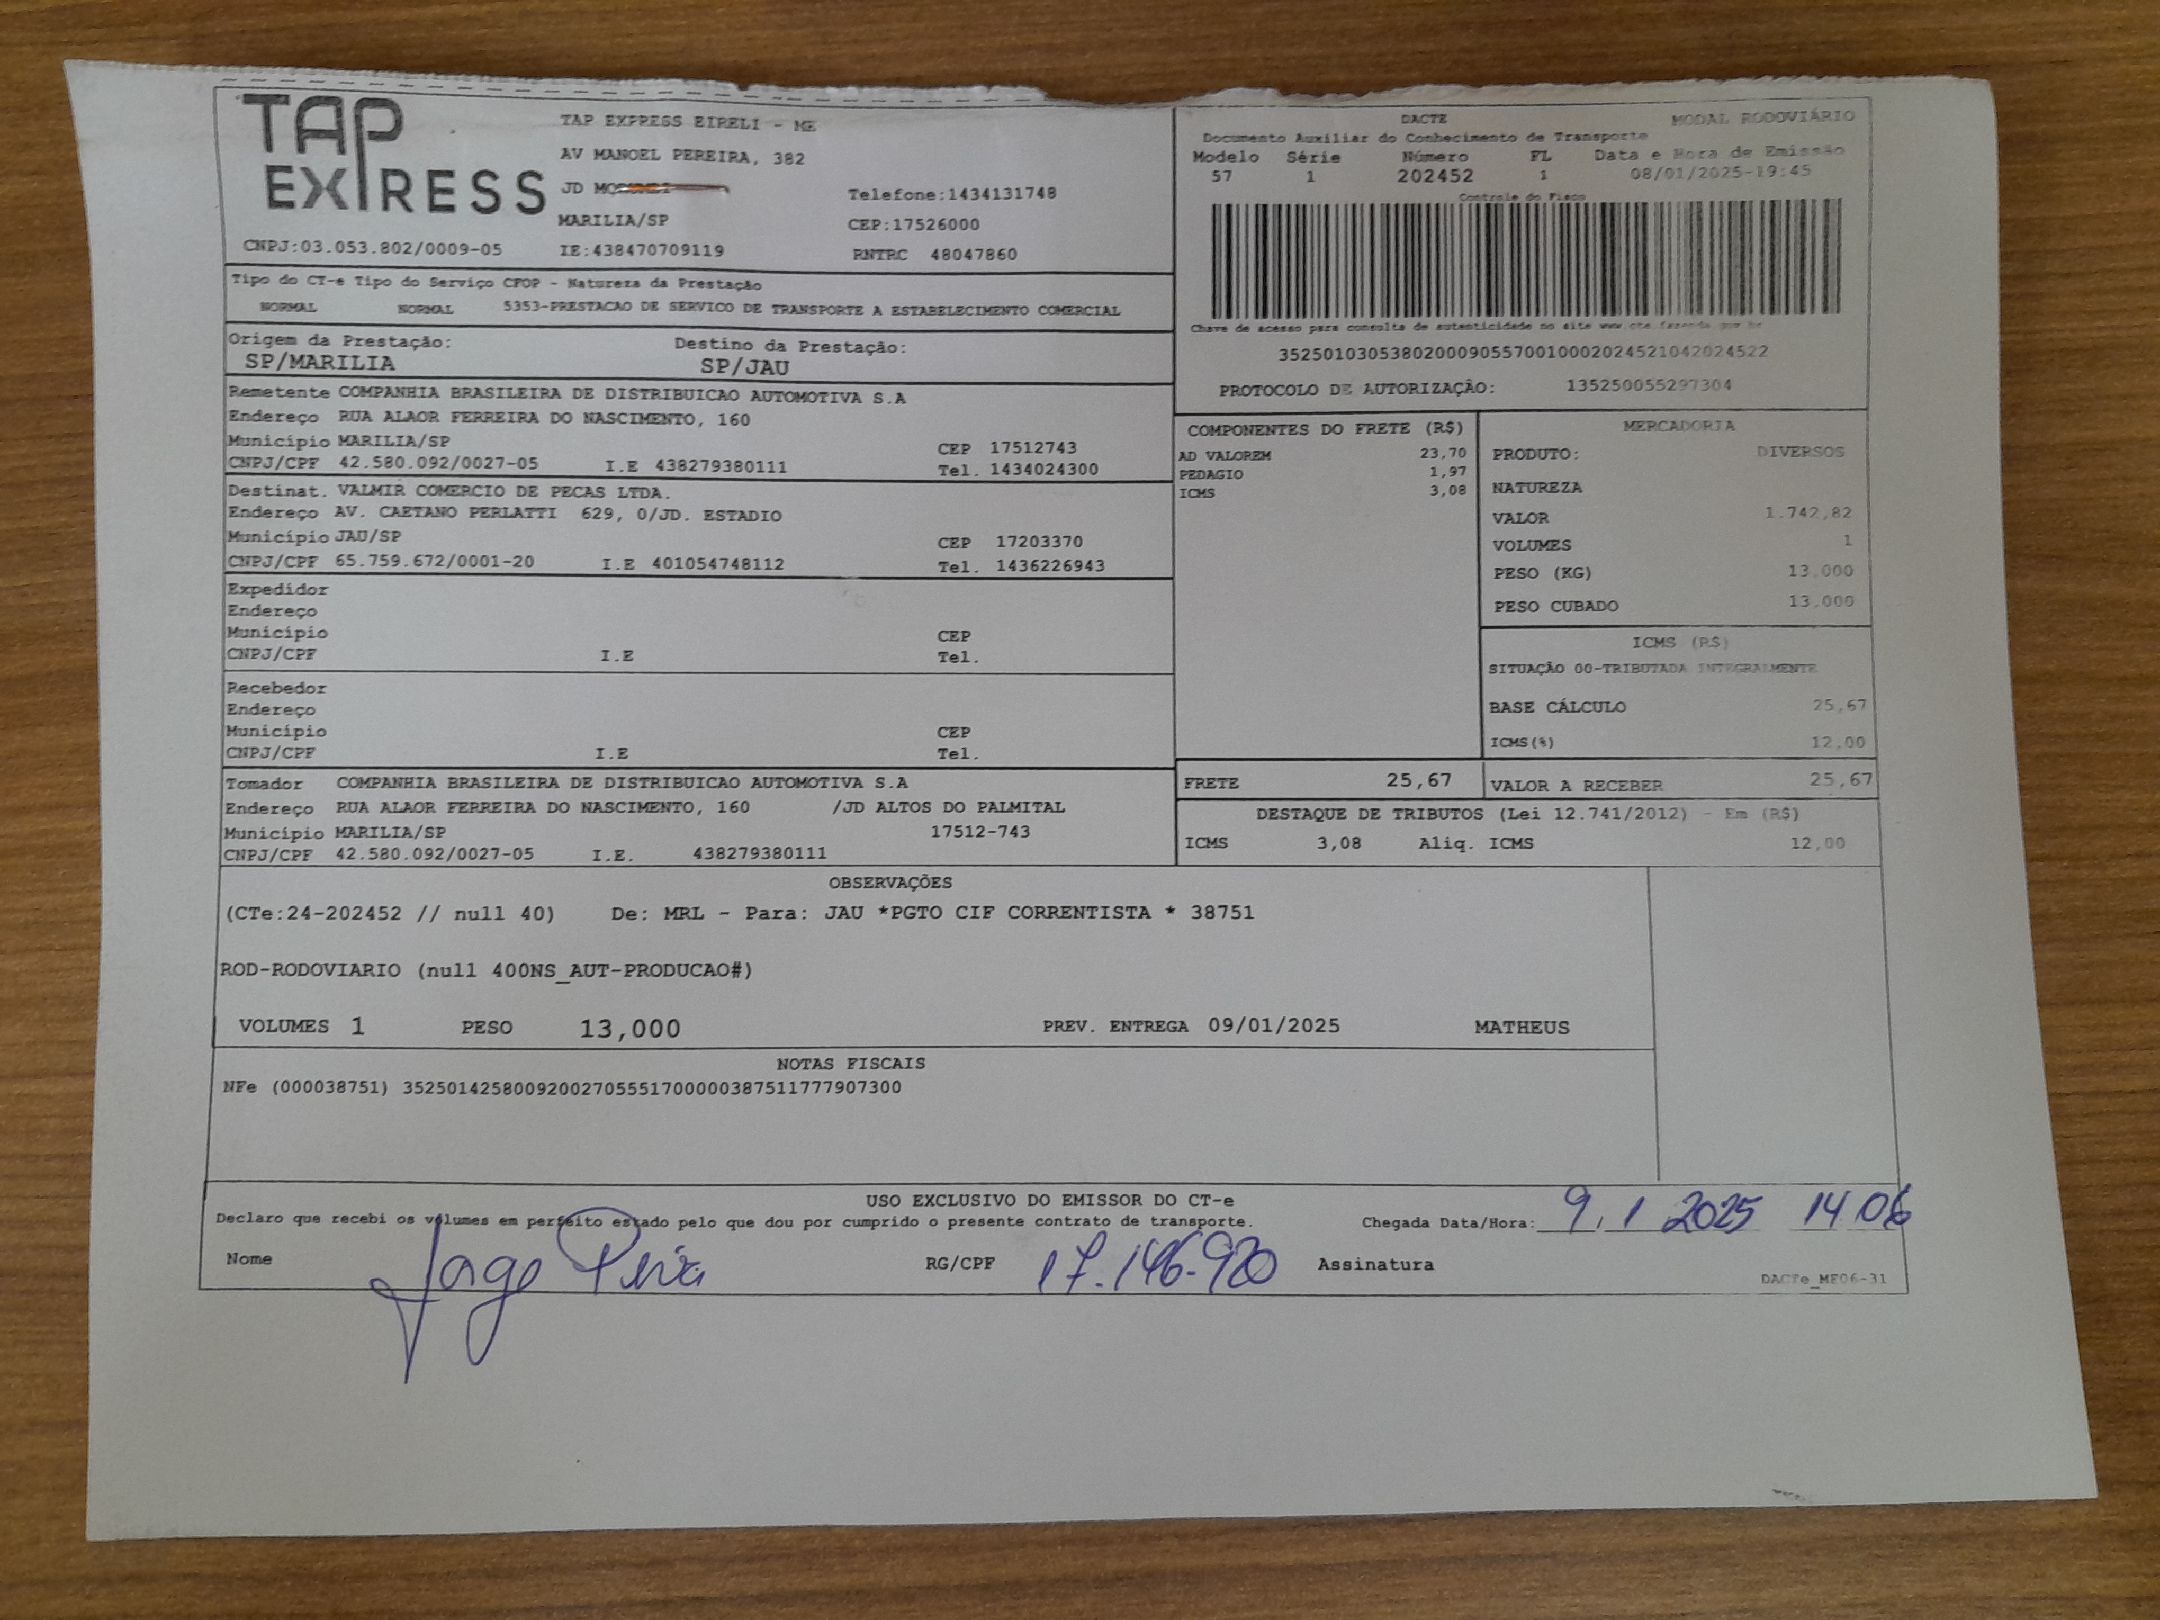 TAP
EXPRESS
TAP EXPRESS EIRELI - ME
AV MANOEL PEREIRA, 382
JD
Telefone:1434131748
MARILIA/SP
CEP:17526000
CNPJ:03.053.802/0009-05 IE:438470709119 RNTRC 48047860
DACTE MODAL RODOVIÁRIO
Documento Auxiliar do Conhecimento de Transporte
Modelo Série Número FL Data e Hora de Emissão
57 1 202452 1 08/01/2025-19:45
Controle do Fisco
Chave de acesso para consulta de autenticidade no site www.cte.fazenda.gov.br
35250103053802000905570010002024521042024522
PROTOCOLO DE AUTORIZAÇÃO: 135250055297304
Tipo do CT-e Tipo do Serviço CFOP - Natureza da Prestação
NORMAL NORMAL 5353-PRESTACAO DE SERVICO DE TRANSPORTE A ESTABELECIMENTO COMERCIAL
Origem da Prestação: Destino da Prestação:
SP/MARILIA SP/JAU
Remetente COMPANHIA BRASILEIRA DE DISTRIBUICAO AUTOMOTIVA S.A
Endereço RUA ALAOR FERREIRA DO NASCIMENTO, 160
Município MARILIA/SP CEP 17512743
CNPJ/CPF 42.580.092/0027-05 I.E 438279380111 Tel. 1434024300
Destinat. VALMIR COMERCIO DE PECAS LTDA.
Endereço AV. CAETANO PERLATTI 629, 0/JD. ESTADIO
Município JAU/SP CEP 17203370
CNPJ/CPF 65.759.672/0001-20 I.E 401054748112 Tel. 1436226943
Expedidor
Endereço
Município CEP
CNPJ/CPF I.E Tel.
Recebedor
Endereço
Município CEP
CNPJ/CPF I.E Tel.
Tomador COMPANHIA BRASILEIRA DE DISTRIBUICAO AUTOMOTIVA S.A
Endereço RUA ALAOR FERREIRA DO NASCIMENTO, 160 /JD ALTOS DO PALMITAL
Município MARILIA/SP 17512-743
CNPJ/CPF 42.580.092/0027-05 I.E. 438279380111
COMPONENTES DO FRETE (R$)
AD VALOREM 23,70
PEDAGIO 1,97
ICMS 3,08
MERCADORIA
PRODUTO: DIVERSOS
NATUREZA
VALOR 1.742,82
VOLUMES 1
PESO (KG) 13,000
PESO CUBADO 13.000
ICMS (R$)
SITUAÇÃO 00-TRIBUTADA INTEGRALMENTE
BASE CÁLCULO 25,67
ICMS(%) 12,00
FRETE 25,67 VALOR A RECEBER 25,67
DESTAQUE DE TRIBUTOS (Lei 12.741/2012) - Em (R$)
ICMS 3,08 Aliq. ICMS 12,00
OBSERVAÇÕES
(CTe:24-202452 // null 40) De: MRL - Para: JAU *PGTO CIF CORRENTISTA * 38751
ROD-RODOVIARIO (null 400NS_AUT-PRODUCAO#)
VOLUMES 1 PESO 13,000 PREV. ENTREGA 09/01/2025 MATHEUS
NOTAS FISCAIS
NFe (000038751) 35250142580092002705551700000387511777907300
USO EXCLUSIVO DO EMISSOR DO CT-e
Declaro que recebi os volumes em perfeito estado pelo que dou por cumprido o presente contrato de transporte. Chegada Data/Hora: 9/1 2025 14 06
Nome Jorge RG/CPF 17.146.920 Assinatura
DACTe_ME06-31